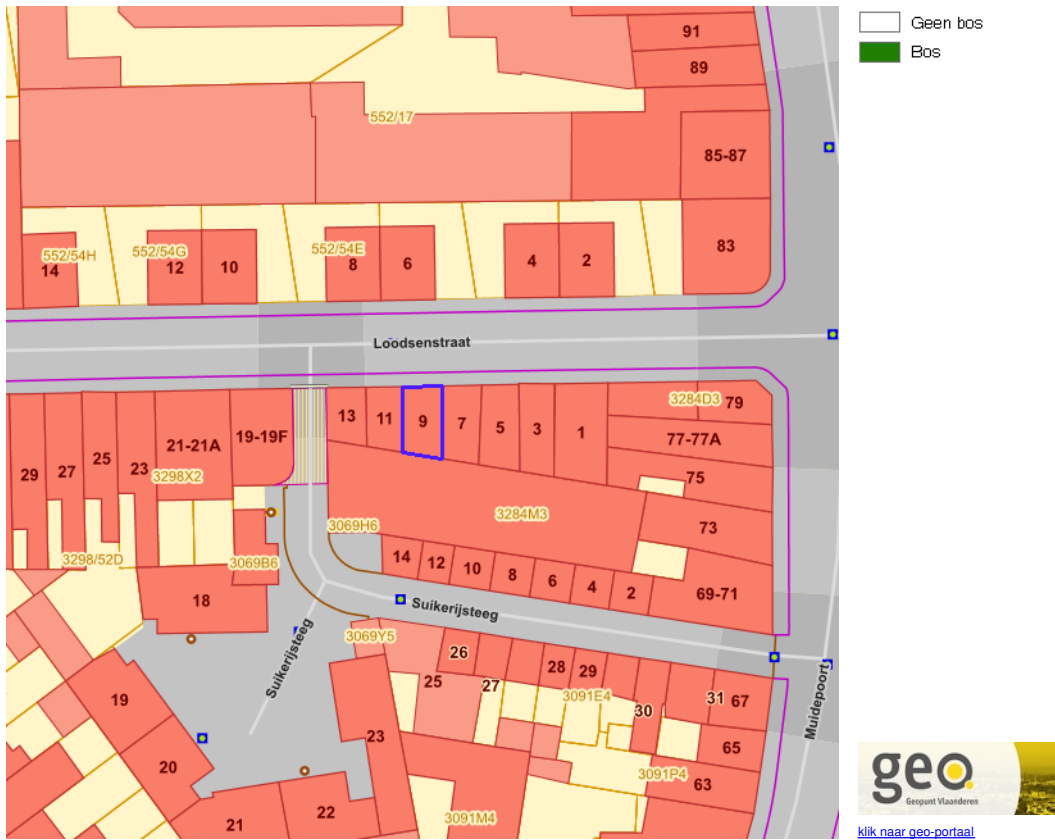 Geen bos
Bos
91
89
552/17
85-87
83
552/54H
14
552/54G
12
10
552/54E
8
6
4
2
Loodsenstraat
29
27
25
23
21-21A
19-19F
3298X2
13
11
9
7
5
3
1
3284D3
79
77-77A
75
73
3284M3
3069H6
3298/52D
3069B6
14
12
10
8
6
4
2
69-71
18
Suikerijsteeg
Suikerijsteeg
3069Y5
26
25
27
28
29
3091E4
30
31
67
65
63
3091P4
Muidepoort
19
20
21
22
23
3091M4
geo
Geopunt Vlaanderen
klik naar geo-portaal